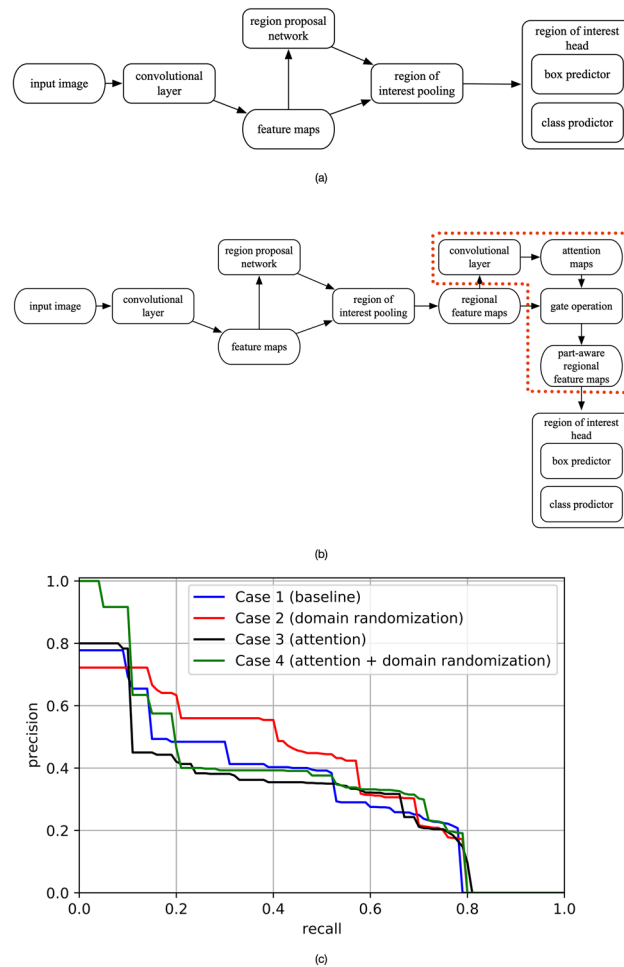 region proposal
network
region of interest
head
input image
convolutional
layer
region of
interest pooling
box predictor
feature maps
class prodictor
(a)
convolutional
layer
attention
maps
region proposal
network
input image
convolutional
layer
region of
interest pooling
regional
feature maps
gate operation
feature maps
part-aware
regional
feature maps
region of interest
head
box predictor
class prodictor
(b)
1.0
0.8
0.6
0.4
0.2
0.0
precision
Case 1 (baseline)
Case 2 (domain randomization)
Case 3 (attention)
Case 4 (attention + domain randomization)
0.0 0.2 0.4 0.6 0.8 1.0
recall
(c)